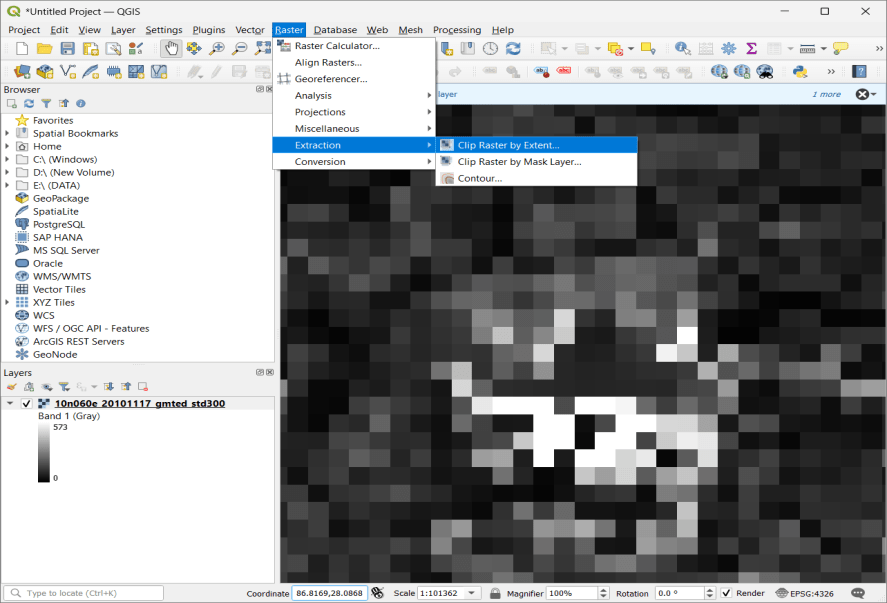 *Untitled Project — QGIS
Project Edit View Layer Settings Plugins Vector Raster Database Web Mesh Processing Help
Raster Calculator...
Align Rasters...
Georeferencer...
Analysis
Projections
Miscellaneous
Extraction
Conversion
Clip Raster by Extent...
Clip Raster by Mask Layer...
Contour...
layer
1 more
Browser
Favorites
Spatial Bookmarks
Home
C:\ (Windows)
D:\ (New Volume)
E:\ (DATA)
GeoPackage
SpatiaLite
PostgreSQL
SAP HANA
MS SQL Server
Oracle
WMS/WMTS
Vector Tiles
XYZ Tiles
WCS
WFS / OGC API - Features
ArcGIS REST Servers
GeoNode
Layers
10n060e_20101117_gmted_std300
Band 1 (Gray)
573
0
Type to locate (Ctrl+K)
Coordinate 86.8169,28.0868 Scale 1:101362 Magnifier 100% Rotation 0.0 ° Render EPSG:4326